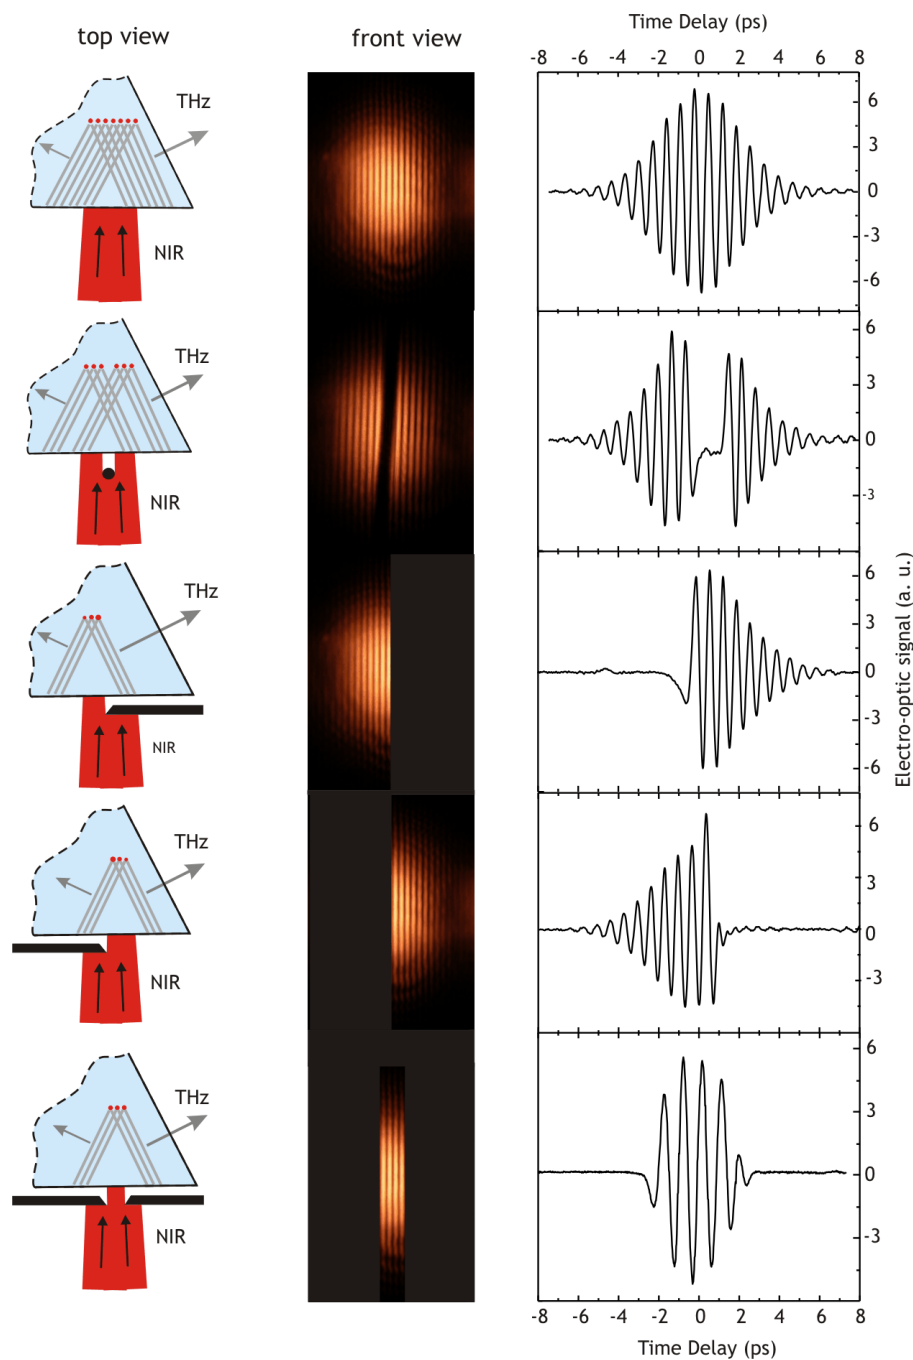 top view
front view
Time Delay (ps)
-8 -6 -4 -2 0 2 4 6 8
THz
NIR
6
3
0
-3
-6
THz
NIR
6
3
0
-3
THz
NIR
6
3
0
-3
-6
Electro-optic signal (a. u.)
THz
NIR
6
3
0
-3
THz
NIR
6
3
0
-3
-8 -6 -4 -2 0 2 4 6 8
Time Delay (ps)